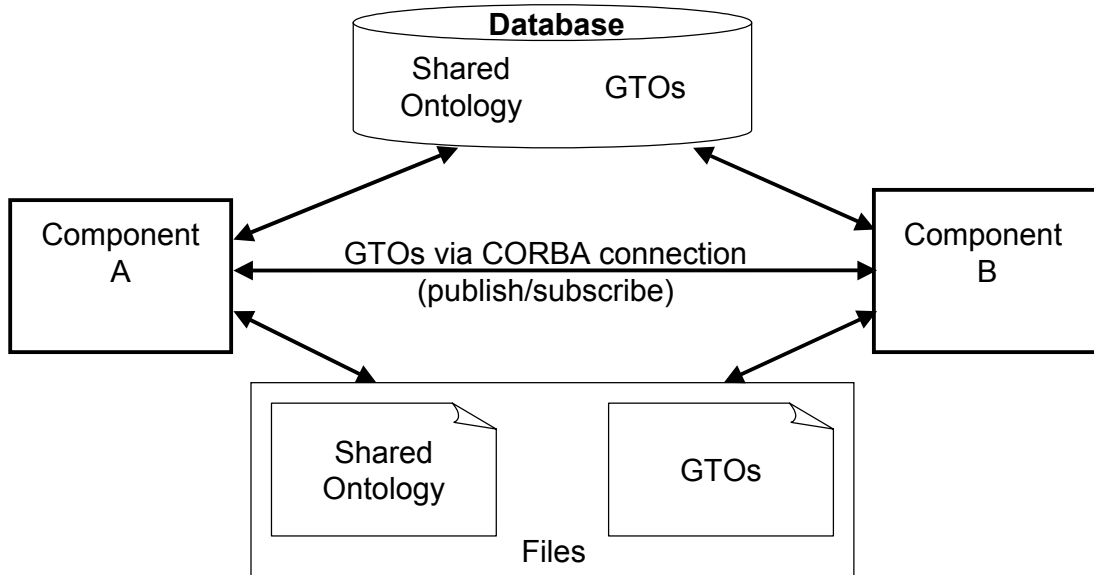 Database
Shared
Ontology
GTOs
Component
A
GTOs via CORBA connection
(publish/subscribe)
Component
B
Shared
Ontology
GTOs
Files